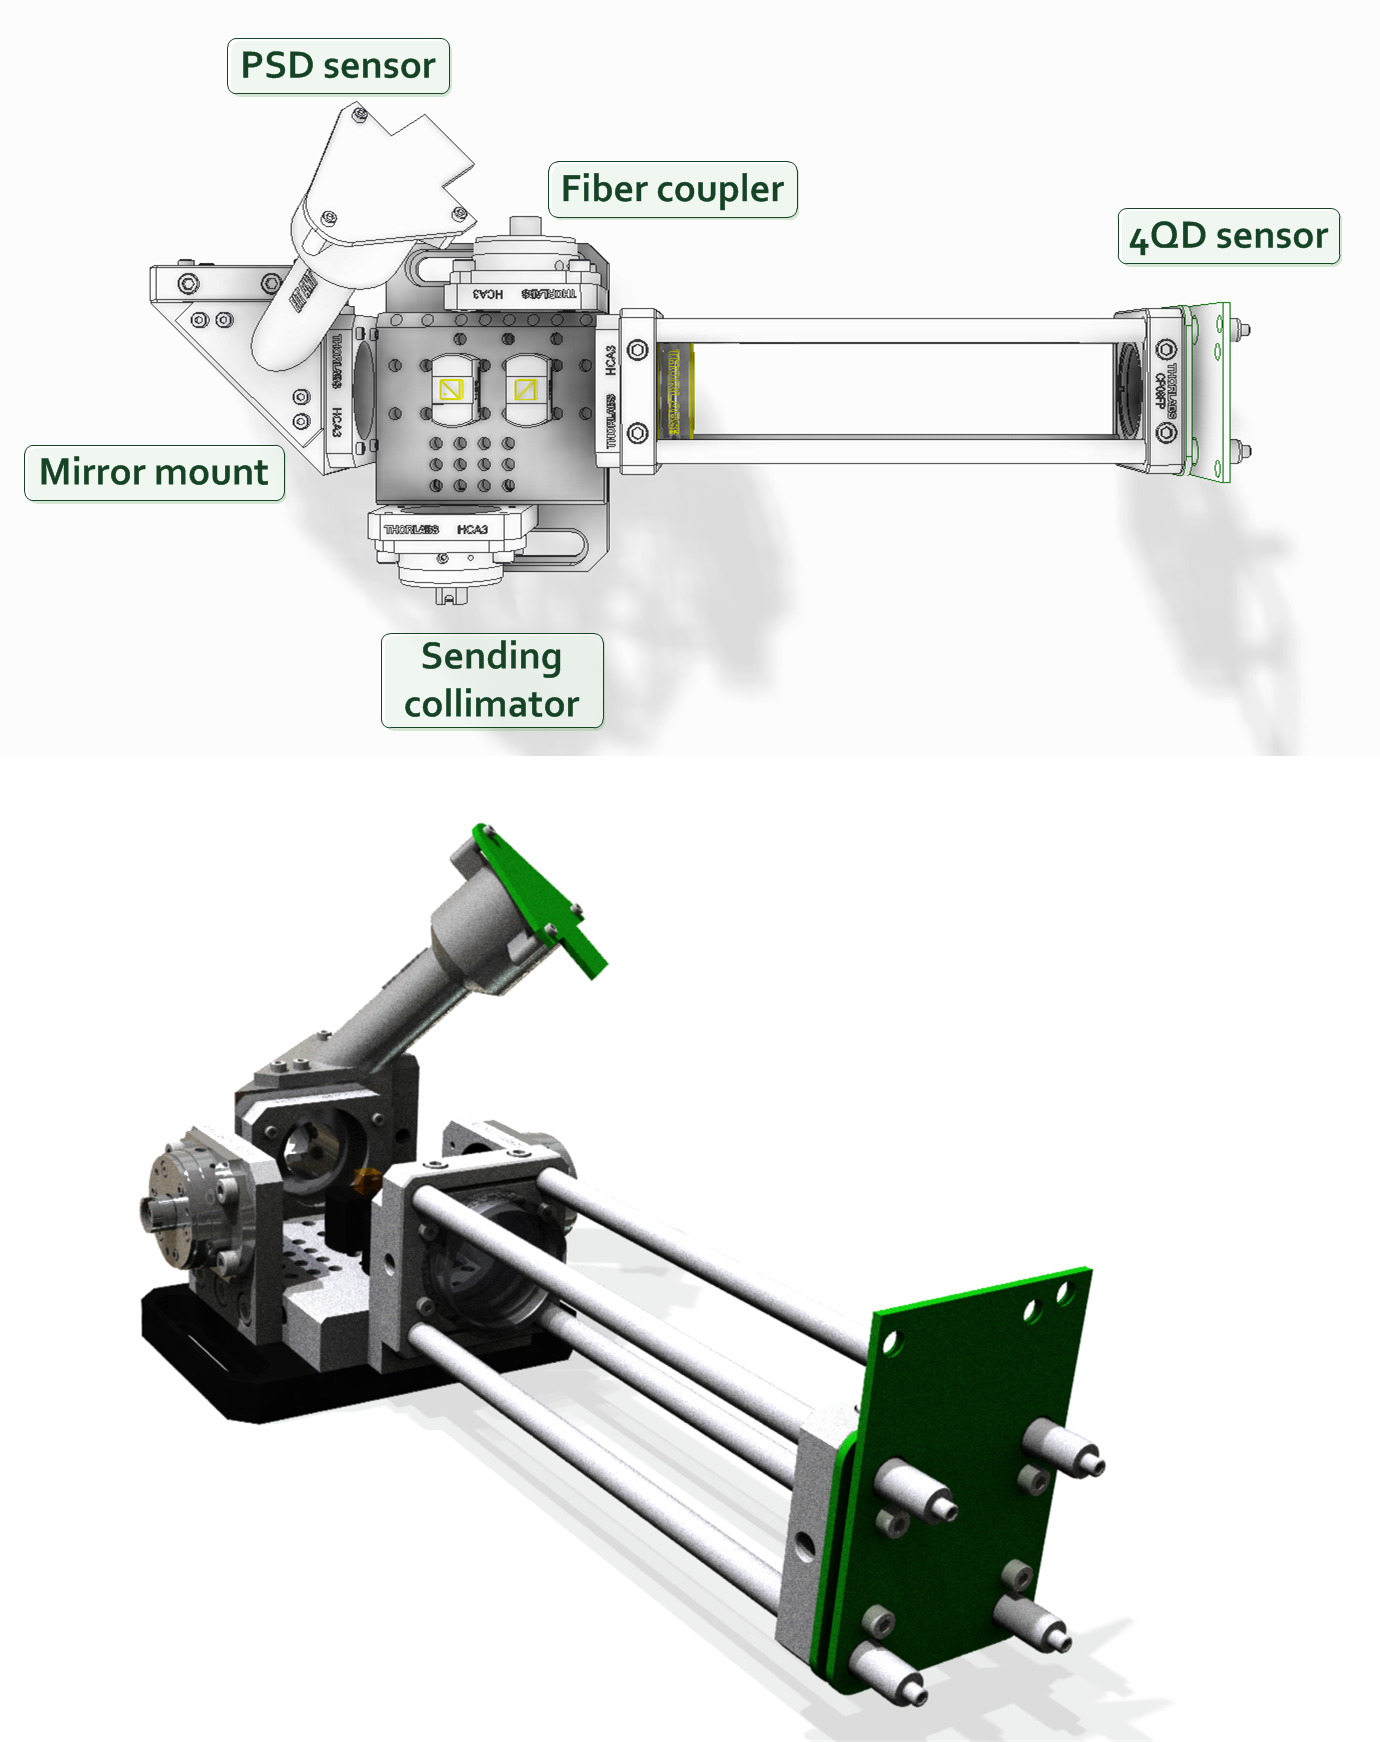 PSD sensor
Fiber coupler
4QD sensor
HCA3 THORLABS
THORLABS HCA3
THORLABS HCA3
THORLABS
CP08FP
Mirror mount
THORLABS HCA3
Sending
collimator